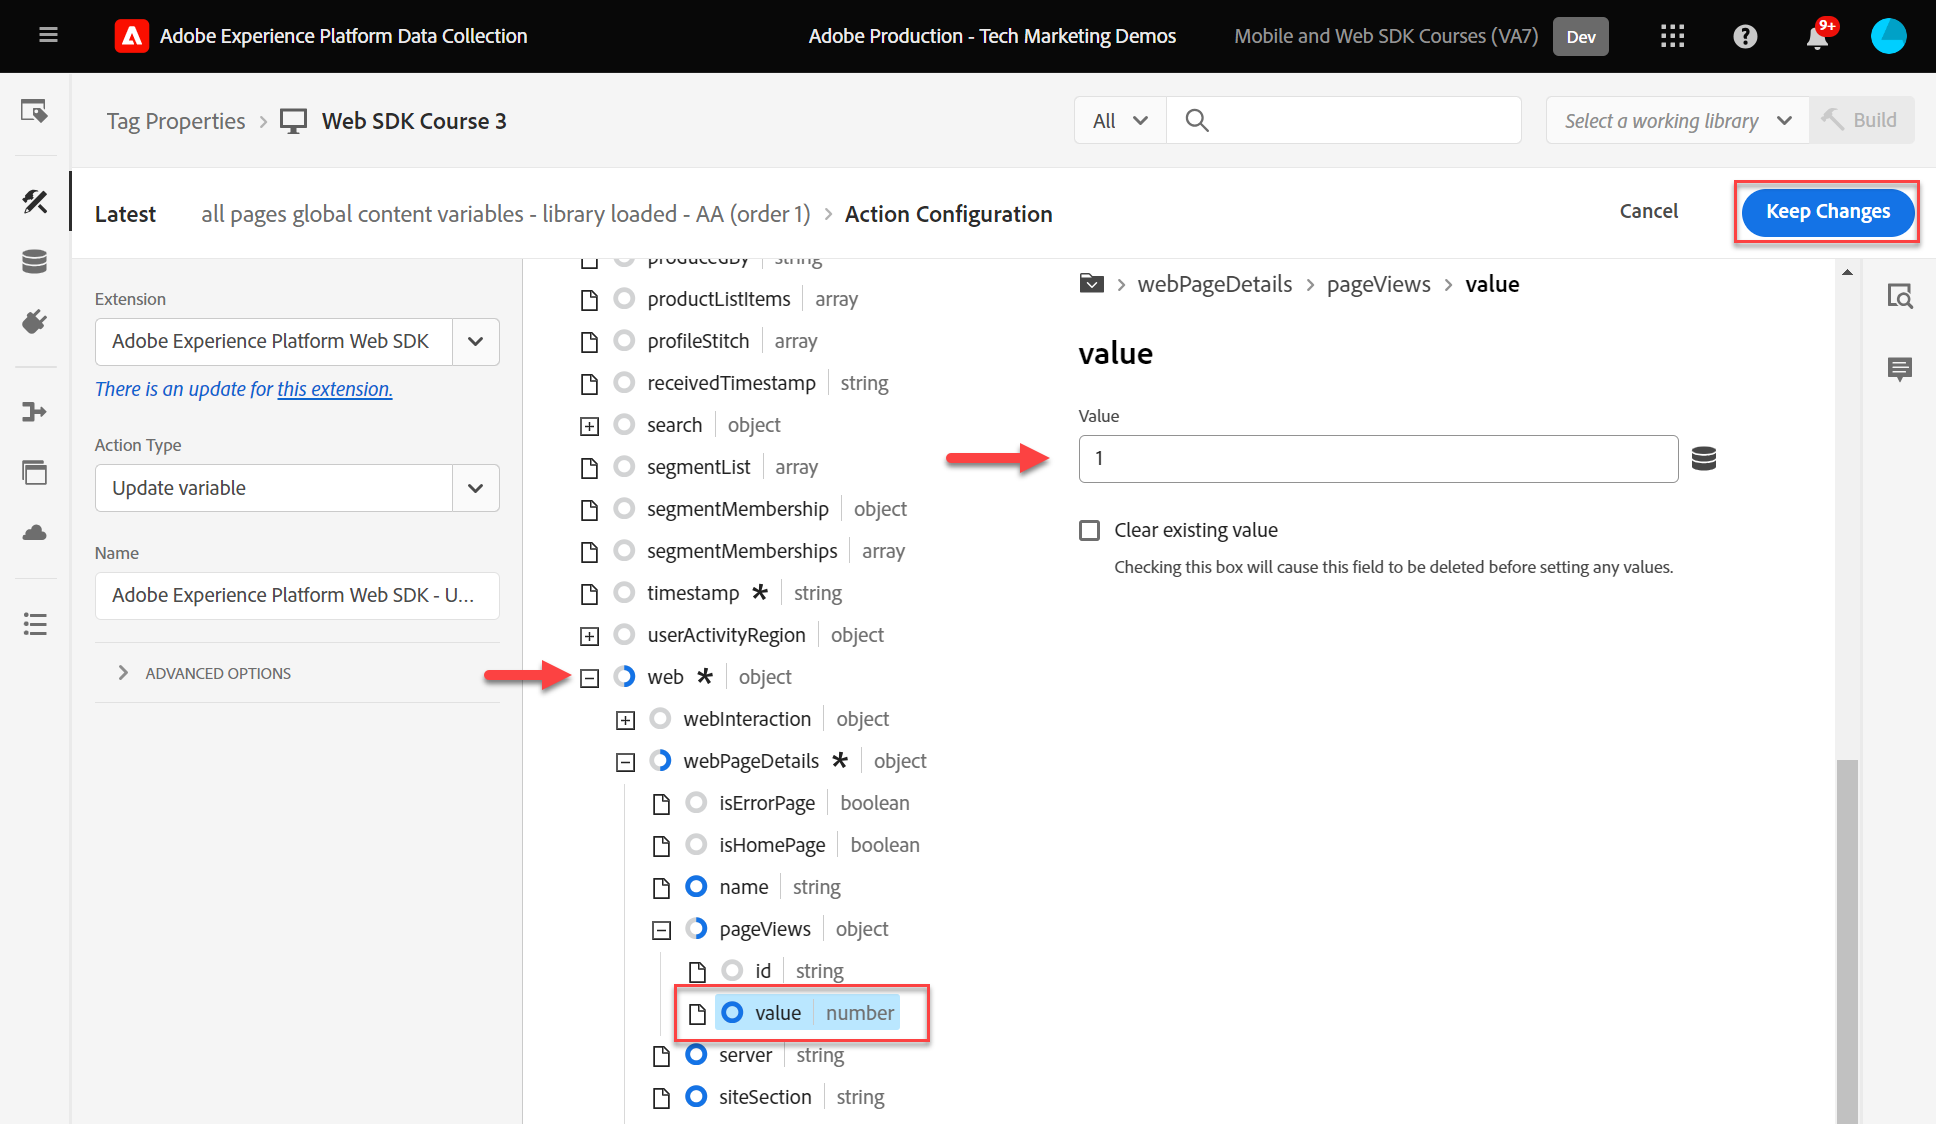 Adobe Experience Platform Data Collection
Adobe Production - Tech Marketing Demos
Mobile and Web SDK Courses (VA7)
Dev
9+
Tag Properties > Web SDK Course 3
All
Select a working library
Build
Latest
all pages global content variables - library loaded - AA (order 1) > Action Configuration
Cancel
Keep Changes
Extension
Adobe Experience Platform Web SDK
There is an update for this extension.
Action Type
Update variable
Name
Adobe Experience Platform Web SDK - U...
ADVANCED OPTIONS
producedBy string
productListItems array
profileStitch array
receivedTimestamp string
search object
segmentList array
segmentMembership object
segmentMemberships array
timestamp * string
userActivityRegion object
web * object
webInteraction object
webPageDetails * object
isErrorPage boolean
isHomePage boolean
name string
pageViews object
id string
value number
server string
siteSection string
> webPageDetails > pageViews > value
value
Value
1
Clear existing value
Checking this box will cause this field to be deleted before setting any values.